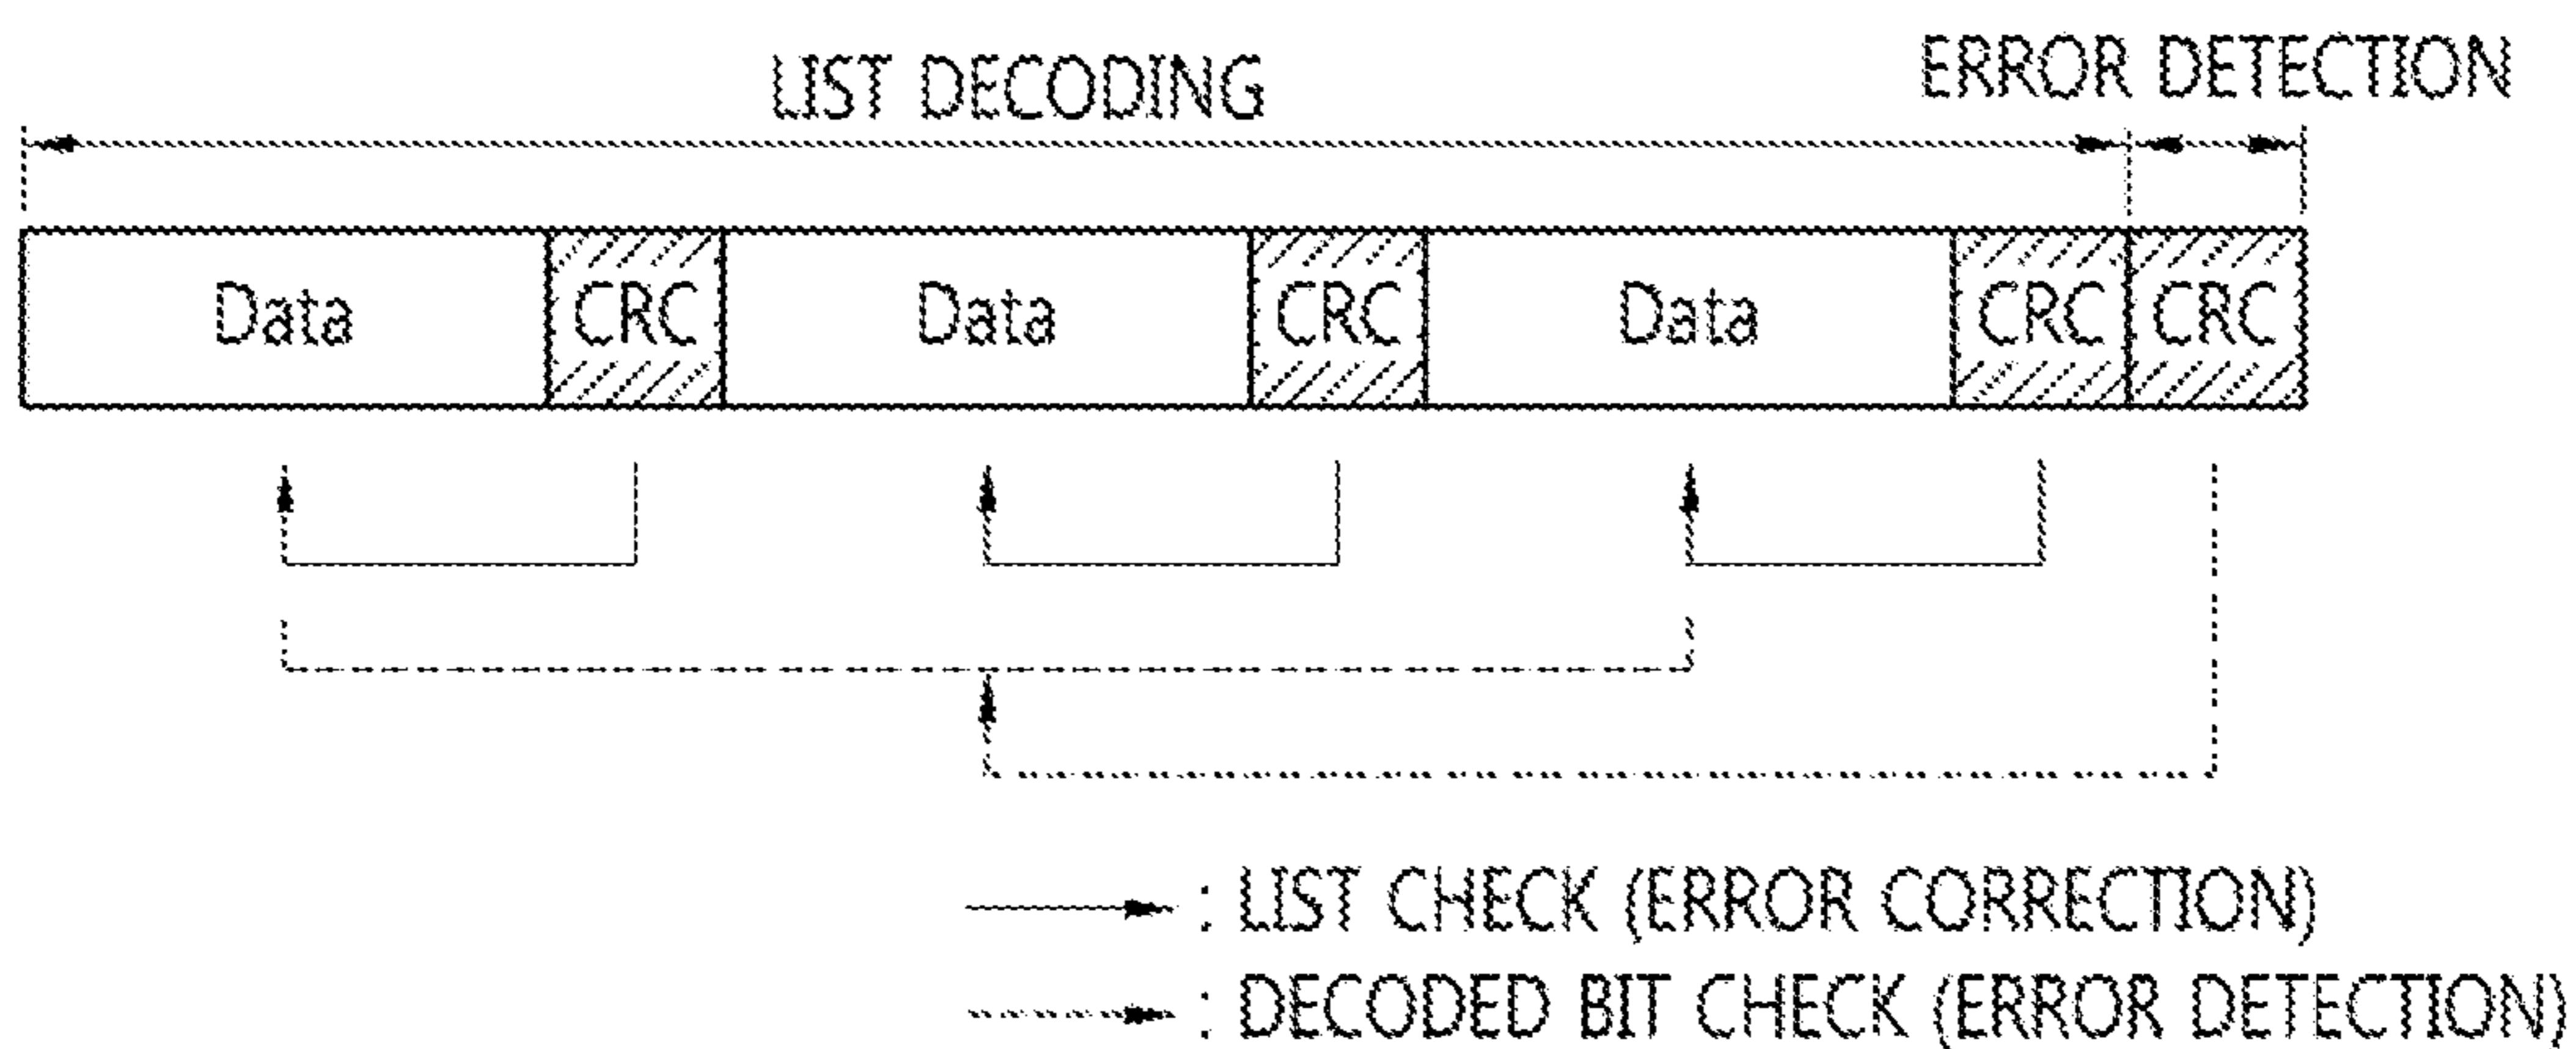 LIST DECODING
ERROR DETECTION
Data CRC Data CRC Data CRC CRC
: LIST CHECK (ERROR CORRECTION)
: DECODED BIT CHECK (ERROR DETECTION)